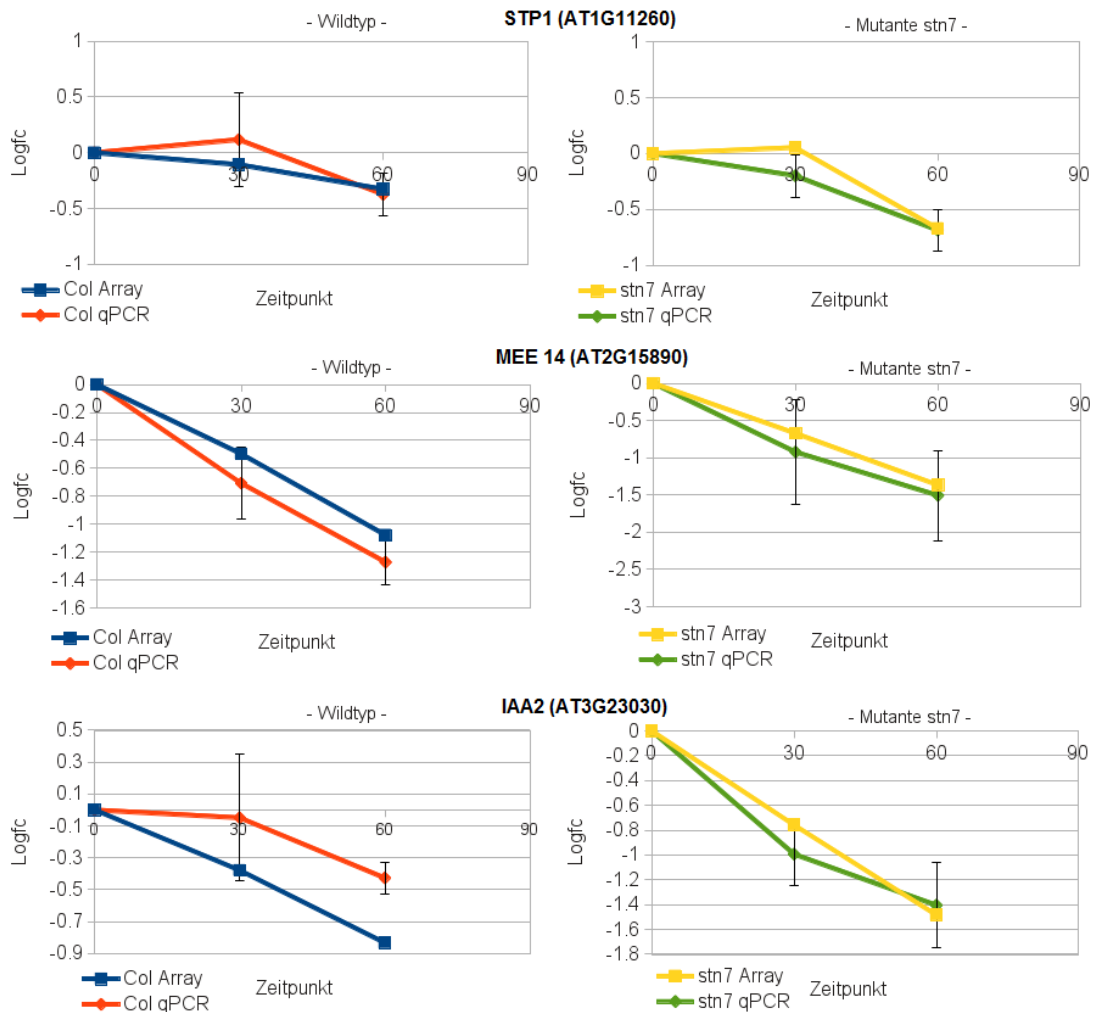 STP1 (AT1G11260)
- Wildtyp -
1
0.5
0
-0.5
-1
0
30
60
90
Logfc
Zeitpunkt
Col Array
Col qPCR
- Mutante stn7 -
1
0.5
0
-0.5
-1
0
30
60
90
Logfc
Zeitpunkt
stn7 Array
stn7 qPCR
MEE 14 (AT2G15890)
- Wildtyp -
0
-0.2
-0.4
-0.6
-0.8
-1
-1.2
-1.4
-1.6
0
30
60
90
Logfc
Zeitpunkt
Col Array
Col qPCR
- Mutante stn7 -
0
-0.5
-1
-1.5
-2
-2.5
-3
0
30
60
90
Logfc
Zeitpunkt
stn7 Array
stn7 qPCR
IAA2 (AT3G23030)
- Wildtyp -
0.5
0.3
0.1
-0.1
-0.3
-0.5
-0.7
-0.9
0
30
60
90
Logfc
Zeitpunkt
Col Array
Col qPCR
- Mutante stn7 -
0
-0.2
-0.4
-0.6
-0.8
-1
-1.2
-1.4
-1.6
-1.8
0
30
60
90
Logfc
Zeitpunkt
stn7 Array
stn7 qPCR